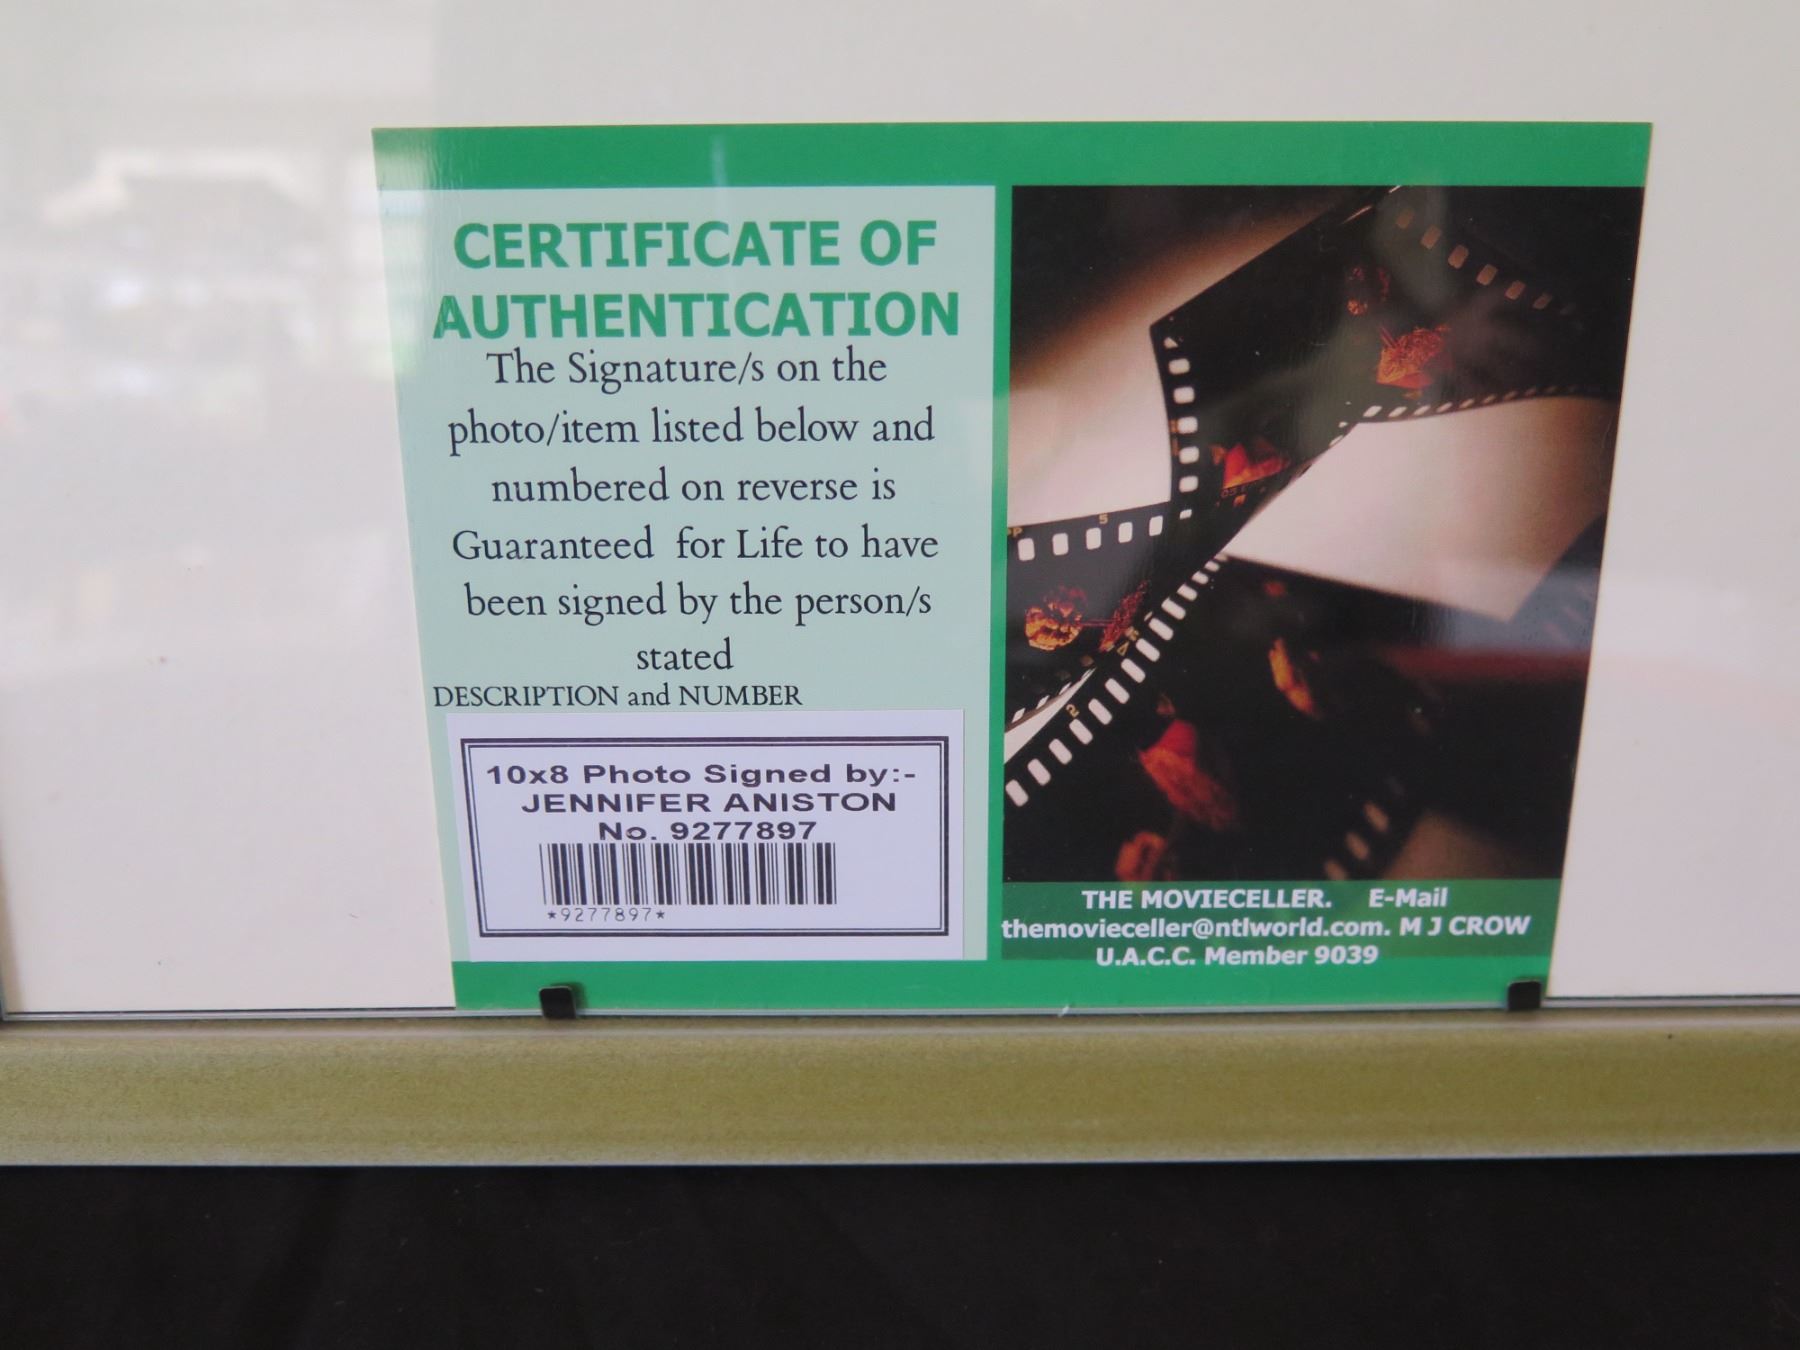 CERTIFICATE OF
AUTHENTICATION
The Signature/s on the
photo/item listed below and
numbered on reverse is
Guaranteed for Life to have
been signed by the person/s
stated
DESCRIPTION and NUMBER
10x8 Photo Signed by:-
JENNIFER ANISTON
No. 9277897
*9277897*
5
2
THE MOVIECELLER. E-Mail
themovieceller@ntlworld.com. M J CROW
U.A.C.C. Member 9039